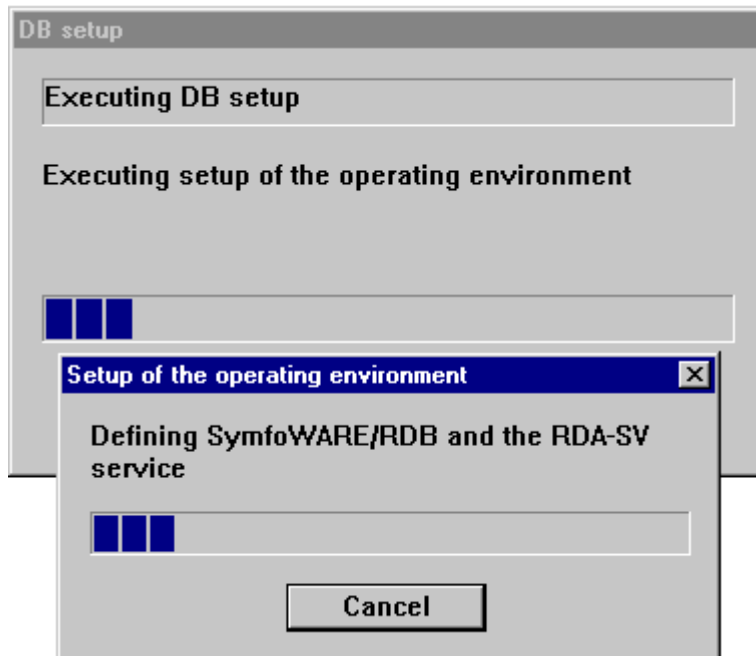 DB setup
Executing DB setup
Executing setup of the operating environment
Setup of the operating environment
Defining SymfoWARE/RDB and the RDA-SV
service
Cancel